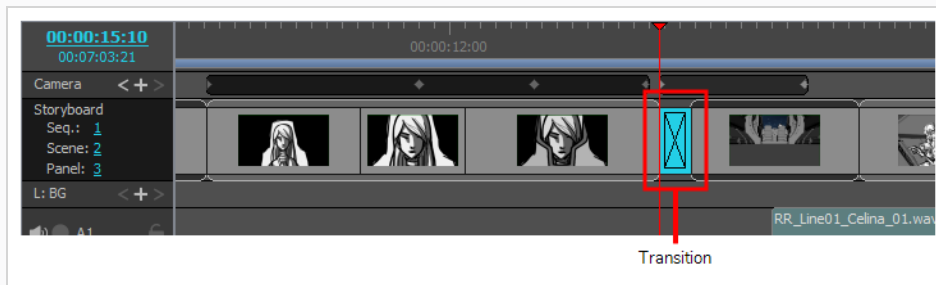 00:00:15:10
00:07:03:21
00:00:12:00
Camera < + >
Storyboard
Seq.: 1
Scene: 2
Panel: 3
L: BG < + >
A1
RR_Line01_Celina_01.wav
Transition